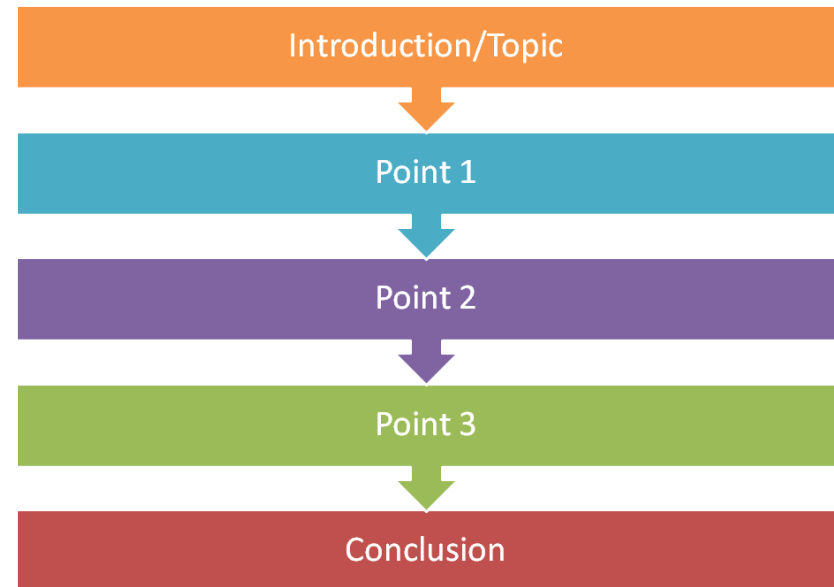 Introduction/Topic
Point 1
Point 2
Point 3
Conclusion